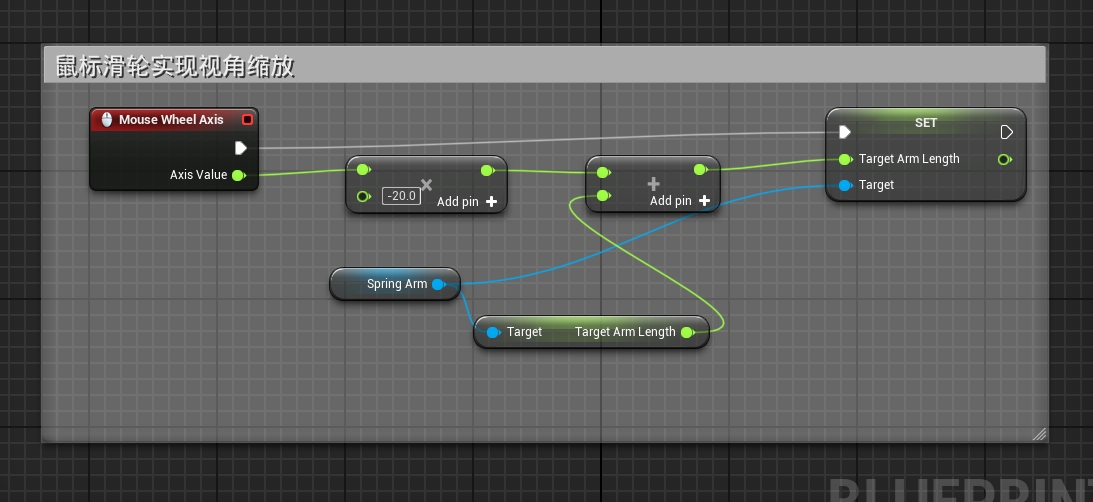 鼠标滑轮实现视角缩放
Mouse Wheel Axis
Axis Value
-20.0
Add pin
Add pin
SET
Target Arm Length
Target
Spring Arm
Target
Target Arm Length